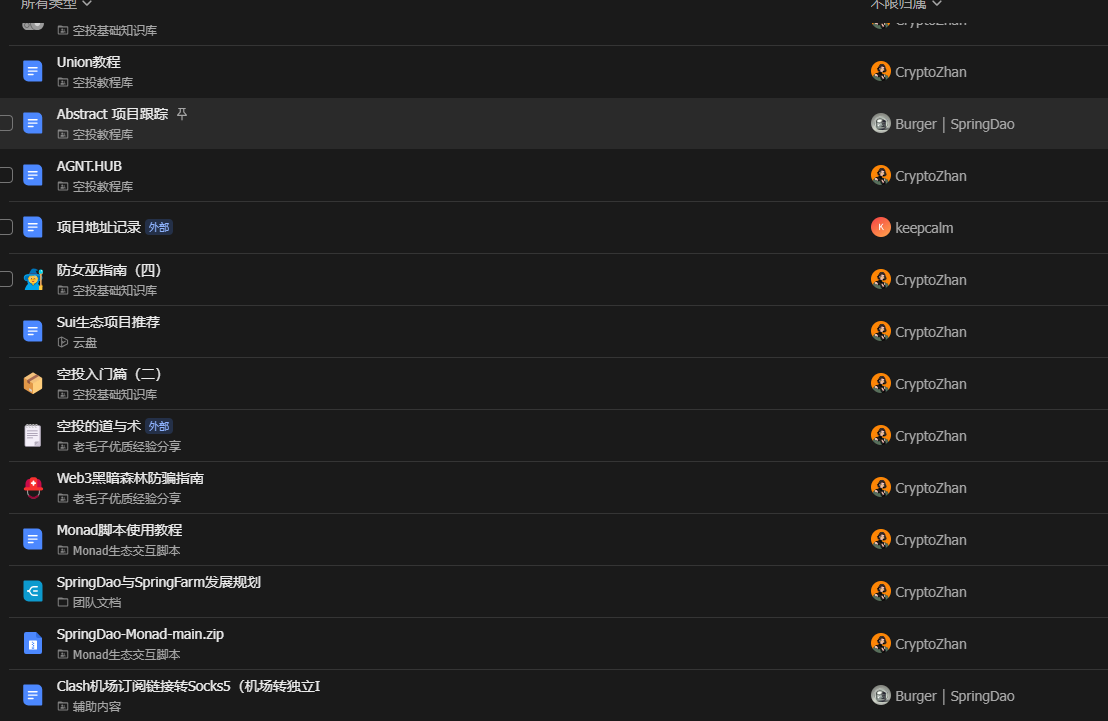 所有类型
不限归属
空投基础知识库
CryptoZhan
Union教程
空投教程库
CryptoZhan
Abstract 项目跟踪
空投教程库
Burger | SpringDao
AGNT.HUB
空投教程库
CryptoZhan
项目地址记录 外部
K keepcalm
防女巫指南（四）
空投基础知识库
CryptoZhan
Sui生态项目推荐
云盘
CryptoZhan
空投入门篇（二）
空投基础知识库
CryptoZhan
空投的道与术 外部
老毛子优质经验分享
CryptoZhan
Web3黑暗森林防骗指南
老毛子优质经验分享
CryptoZhan
Monad脚本使用教程
Monad生态交互脚本
CryptoZhan
SpringDao与SpringFarm发展规划
团队文档
CryptoZhan
SpringDao-Monad-main.zip
Monad生态交互脚本
CryptoZhan
Clash机场订阅链接转Socks5（机场转独立I
辅助内容
Burger | SpringDao